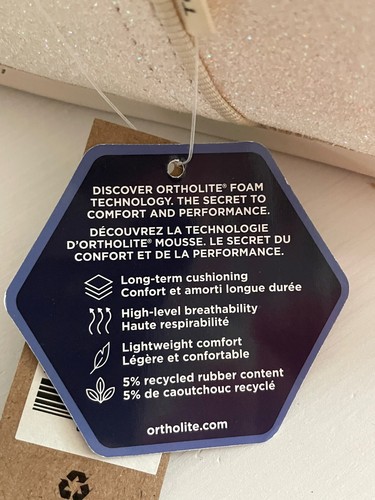 DISCOVER ORTHOLITE® FOAM
TECHNOLOGY. THE SECRET TO
COMFORT AND PERFORMANCE.
DÉCOUVREZ LA TECHNOLOGIE
D'ORTHOLITE® MOUSSE. LE SECRET DU
CONFORT ET DE LA PERFORMANCE.
Long-term cushioning
Confort et amorti longue durée
High-level breathability
Haute respirabilité
Lightweight comfort
Légère et confortable
5% recycled rubber content
5% de caoutchouc recyclé
ortholite.com